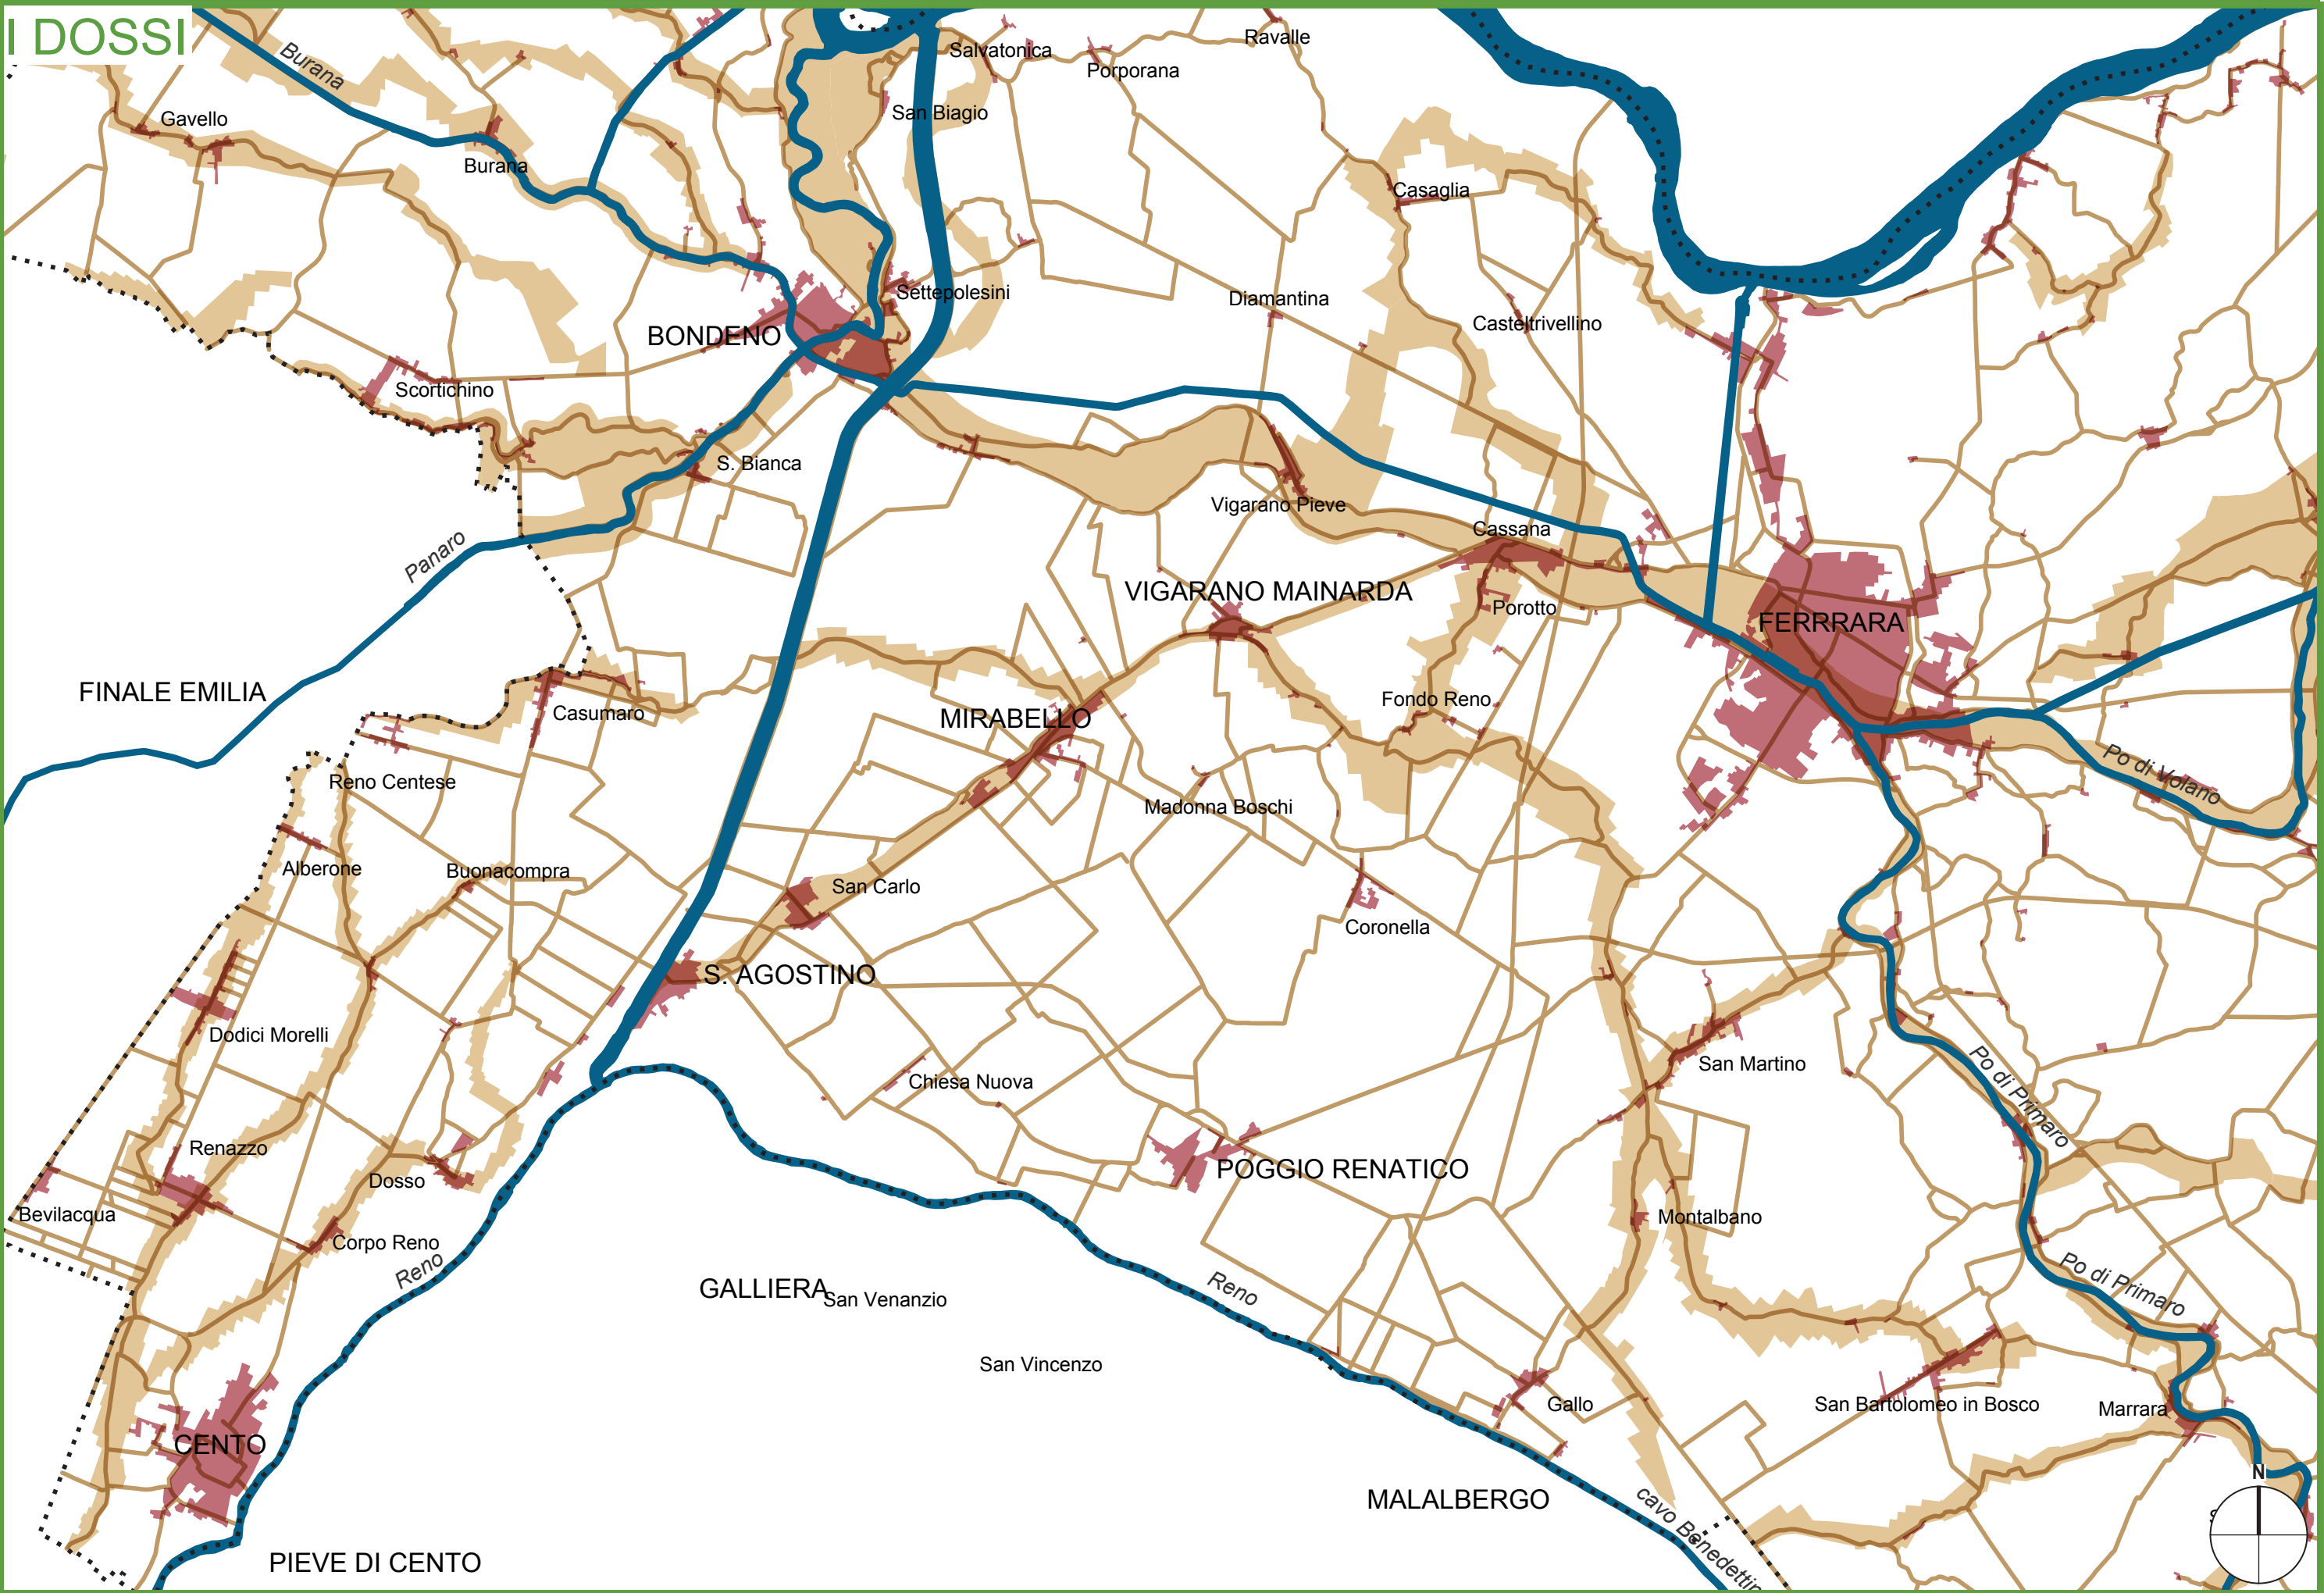 I DOSSI
Burana
Salvatonica
Ravalle
Porporana
Gavello
San Biagio
Burana
Casaglia
Settepolesini
Diamantina
Casteltrivellino
BONDENO
Scortichino
S. Bianca
Vigarano Pieve
Cassana
Panaro
VIGARANO MAINARDA
Porotto
FERRRARA
FINALE EMILIA
Casumaro
Fondo Reno
MIRABELLO
Po di Volano
Reno Centese
Madonna Boschi
Alberone
Buonacompra
San Carlo
Coronella
S. AGOSTINO
Dodici Morelli
San Martino
Chiesa Nuova
Po di Primaro
Renazzo
POGGIO RENATICO
Dosso
Bevilacqua
Montalbano
Corpo Reno
Reno
GALLIERA
San Venanzio
Reno
Po di Primaro
San Vincenzo
Gallo
San Bartolomeo in Bosco
Marrara
CENTO
N
MALALBERGO
cavo Benedettin
PIEVE DI CENTO